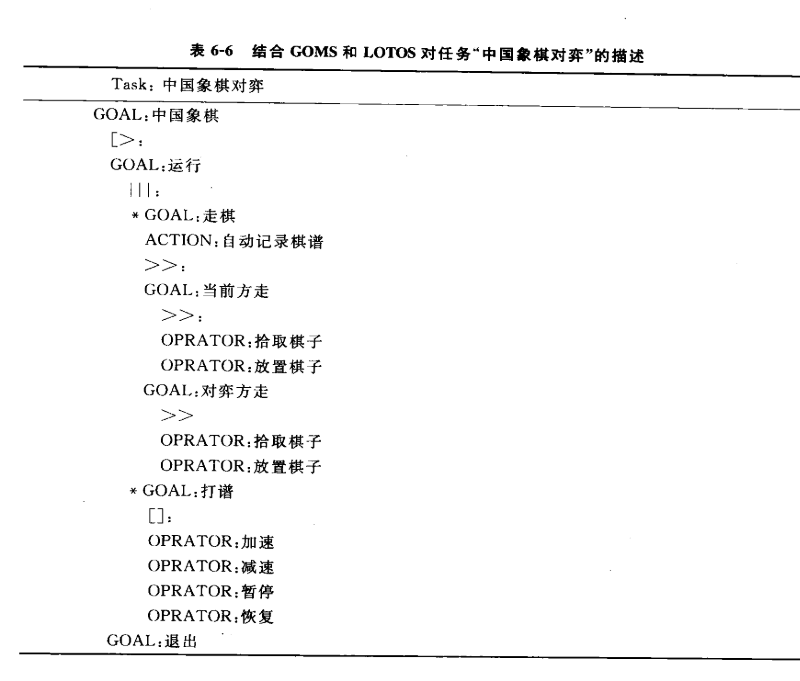 表 6-6 结合 GOMS 和 LOTOS 对任务“中国象棋对弈”的描述
Task: 中国象棋对弈
GOAL:中国象棋
[>:
GOAL:运行
|||:
* GOAL:走棋
ACTION:自动记录棋谱
>>:
GOAL:当前方走
>>:
OPRATOR:拾取棋子
OPRATOR:放置棋子
GOAL:对弈方走
>>
OPRATOR:拾取棋子
OPRATOR:放置棋子
* GOAL:打谱
[]:
OPRATOR:加速
OPRATOR:减速
OPRATOR:暂停
OPRATOR:恢复
GOAL:退出